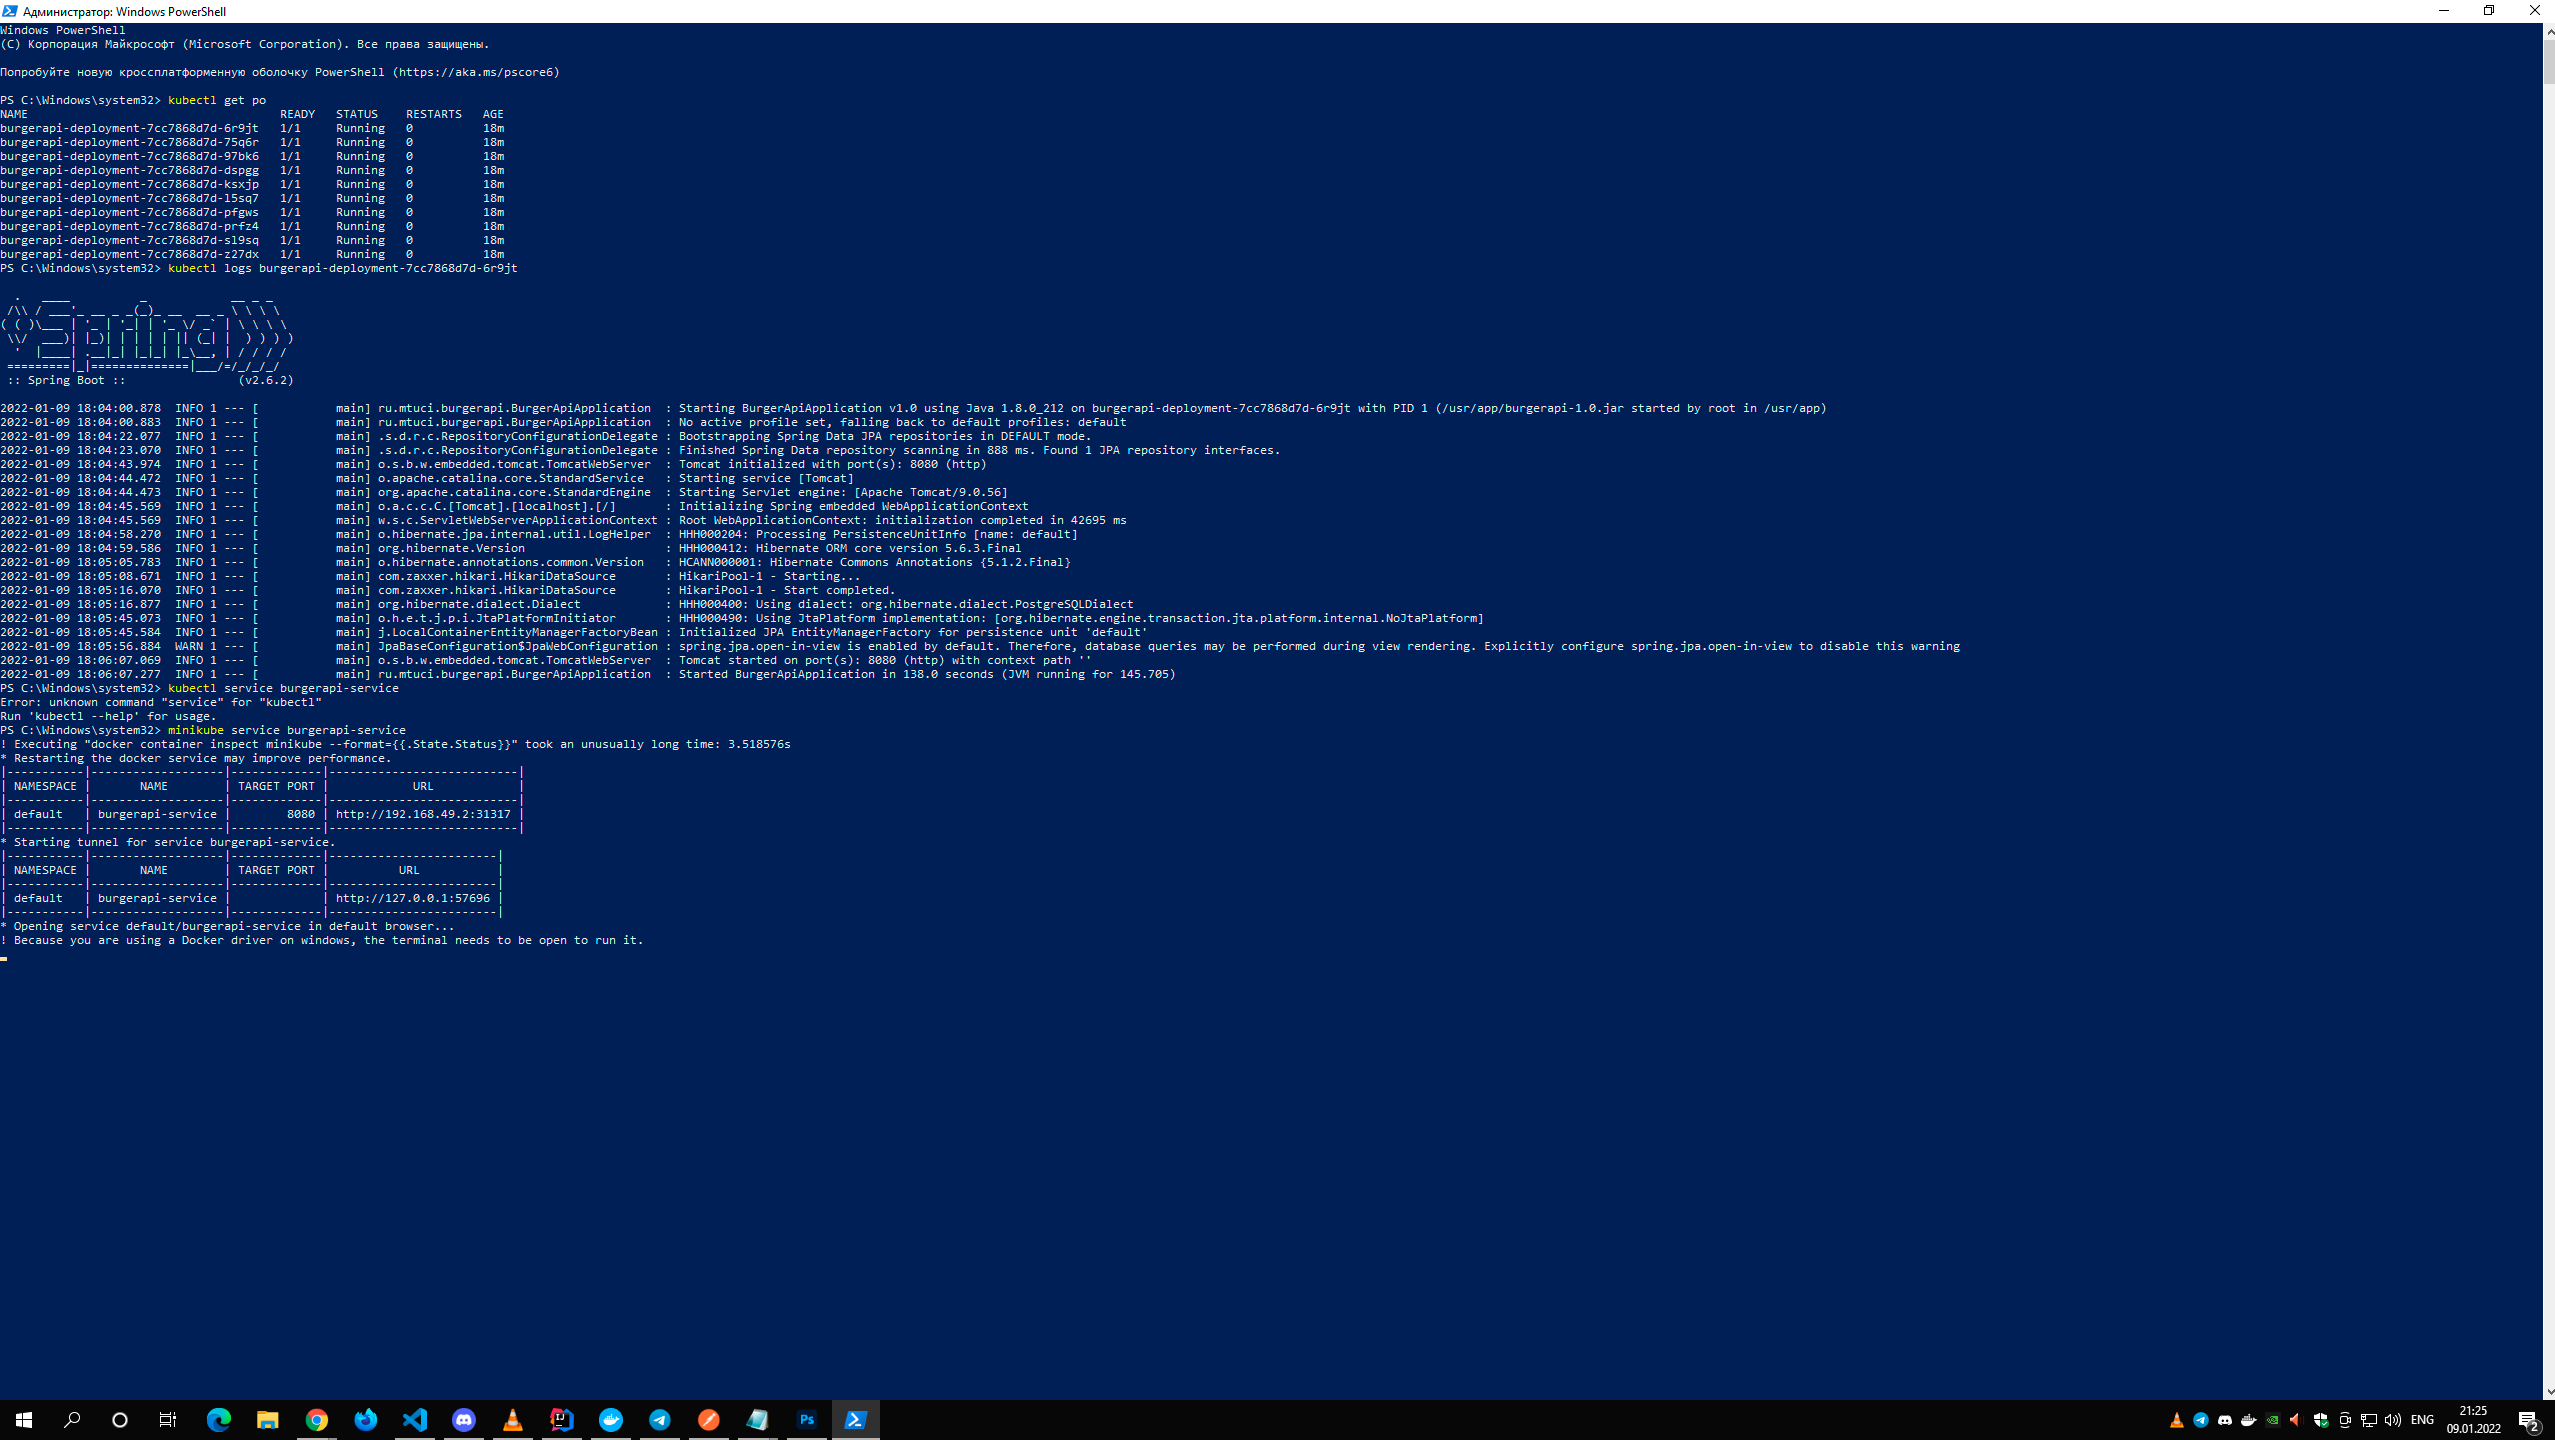 Администратор: Windows PowerShell
Windows PowerShell
(C) Корпорация Майкрософт (Microsoft Corporation). Все права защищены.
Попробуйте новую кроссплатформенную оболочку PowerShell (https://aka.ms/pscore6)
PS C:\Windows\system32> kubectl get po
NAME                                    READY   STATUS    RESTARTS   AGE
burgerapi-deployment-7cc7868d7d-6r9jt   1/1     Running   0          18m
burgerapi-deployment-7cc7868d7d-75q6r   1/1     Running   0          18m
burgerapi-deployment-7cc7868d7d-97bk6   1/1     Running   0          18m
burgerapi-deployment-7cc7868d7d-dspgg   1/1     Running   0          18m
burgerapi-deployment-7cc7868d7d-ksxjp   1/1     Running   0          18m
burgerapi-deployment-7cc7868d7d-l5sq7   1/1     Running   0          18m
burgerapi-deployment-7cc7868d7d-pfgws   1/1     Running   0          18m
burgerapi-deployment-7cc7868d7d-prfz4   1/1     Running   0          18m
burgerapi-deployment-7cc7868d7d-sl9sq   1/1     Running   0          18m
burgerapi-deployment-7cc7868d7d-z27dx   1/1     Running   0          18m
PS C:\Windows\system32> kubectl logs burgerapi-deployment-7cc7868d7d-6r9jt
  .   ____          _            __ _ _
 /\\ / ___'_ __ _ _(_)_ __  __ _ \ \ \ \
( ( )\___ | '_ | '_| | '_ \/ _` | \ \ \ \
 \\/  ___)| |_)| | | | | || (_| |  ) ) ) )
  '  |____| .__|_| |_|_| |_\__, | / / / /
 =========|_|==============|___/=/_/_/_/
 :: Spring Boot ::                (v2.6.2)
2022-01-09 18:04:00.878  INFO 1 --- [           main] ru.mtuci.burgerapi.BurgerApiApplication  : Starting BurgerApiApplication v1.0 using Java 1.8.0_212 on burgerapi-deployment-7cc7868d7d-6r9jt with PID 1 (/usr/app/burgerapi-1.0.jar started by root in /usr/app)
2022-01-09 18:04:00.883  INFO 1 --- [           main] ru.mtuci.burgerapi.BurgerApiApplication  : No active profile set, falling back to default profiles: default
2022-01-09 18:04:22.077  INFO 1 --- [           main] .s.d.r.c.RepositoryConfigurationDelegate : Bootstrapping Spring Data JPA repositories in DEFAULT mode.
2022-01-09 18:04:23.070  INFO 1 --- [           main] .s.d.r.c.RepositoryConfigurationDelegate : Finished Spring Data repository scanning in 888 ms. Found 1 JPA repository interfaces.
2022-01-09 18:04:43.974  INFO 1 --- [           main] o.s.b.w.embedded.tomcat.TomcatWebServer  : Tomcat initialized with port(s): 8080 (http)
2022-01-09 18:04:44.472  INFO 1 --- [           main] o.apache.catalina.core.StandardService   : Starting service [Tomcat]
2022-01-09 18:04:44.473  INFO 1 --- [           main] org.apache.catalina.core.StandardEngine  : Starting Servlet engine: [Apache Tomcat/9.0.56]
2022-01-09 18:04:45.569  INFO 1 --- [           main] o.a.c.c.C.[Tomcat].[localhost].[/]       : Initializing Spring embedded WebApplicationContext
2022-01-09 18:04:45.569  INFO 1 --- [           main] w.s.c.ServletWebServerApplicationContext : Root WebApplicationContext: initialization completed in 42695 ms
2022-01-09 18:04:58.270  INFO 1 --- [           main] o.hibernate.jpa.internal.util.LogHelper  : HHH000204: Processing PersistenceUnitInfo [name: default]
2022-01-09 18:04:59.586  INFO 1 --- [           main] org.hibernate.Version                    : HHH000412: Hibernate ORM core version 5.6.3.Final
2022-01-09 18:05:05.783  INFO 1 --- [           main] o.hibernate.annotations.common.Version   : HCANN000001: Hibernate Commons Annotations {5.1.2.Final}
2022-01-09 18:05:08.671  INFO 1 --- [           main] com.zaxxer.hikari.HikariDataSource       : HikariPool-1 - Starting...
2022-01-09 18:05:16.070  INFO 1 --- [           main] com.zaxxer.hikari.HikariDataSource       : HikariPool-1 - Start completed.
2022-01-09 18:05:16.877  INFO 1 --- [           main] org.hibernate.dialect.Dialect            : HHH000400: Using dialect: org.hibernate.dialect.PostgreSQLDialect
2022-01-09 18:05:45.073  INFO 1 --- [           main] o.h.e.t.j.p.i.JtaPlatformInitiator       : HHH000490: Using JtaPlatform implementation: [org.hibernate.engine.transaction.jta.platform.internal.NoJtaPlatform]
2022-01-09 18:05:45.584  INFO 1 --- [           main] j.LocalContainerEntityManagerFactoryBean : Initialized JPA EntityManagerFactory for persistence unit 'default'
2022-01-09 18:05:56.884  WARN 1 --- [           main] JpaBaseConfiguration$JpaWebConfiguration : spring.jpa.open-in-view is enabled by default. Therefore, database queries may be performed during view rendering. Explicitly configure spring.jpa.open-in-view to disable this warning
2022-01-09 18:06:07.069  INFO 1 --- [           main] o.s.b.w.embedded.tomcat.TomcatWebServer  : Tomcat started on port(s): 8080 (http) with context path ''
2022-01-09 18:06:07.277  INFO 1 --- [           main] ru.mtuci.burgerapi.BurgerApiApplication  : Started BurgerApiApplication in 138.0 seconds (JVM running for 145.705)
PS C:\Windows\system32> kubectl service burgerapi-service
Error: unknown command "service" for "kubectl"
Run 'kubectl --help' for usage.
PS C:\Windows\system32> minikube service burgerapi-service
! Executing "docker container inspect minikube --format={{.State.Status}}" took an unusually long time: 3.518576s
* Restarting the docker service may improve performance.
|-----------|-------------------|-------------|---------------------------|
| NAMESPACE |       NAME        | TARGET PORT |            URL            |
|-----------|-------------------|-------------|---------------------------|
| default   | burgerapi-service |        8080 | http://192.168.49.2:31317 |
|-----------|-------------------|-------------|---------------------------|
* Starting tunnel for service burgerapi-service.
|-----------|-------------------|-------------|------------------------|
| NAMESPACE |       NAME        | TARGET PORT |          URL           |
|-----------|-------------------|-------------|------------------------|
| default   | burgerapi-service |             | http://127.0.0.1:57696 |
|-----------|-------------------|-------------|------------------------|
* Opening service default/burgerapi-service in default browser...
! Because you are using a Docker driver on windows, the terminal needs to be open to run it.
Ps
ENG
21:25
09.01.2022
2